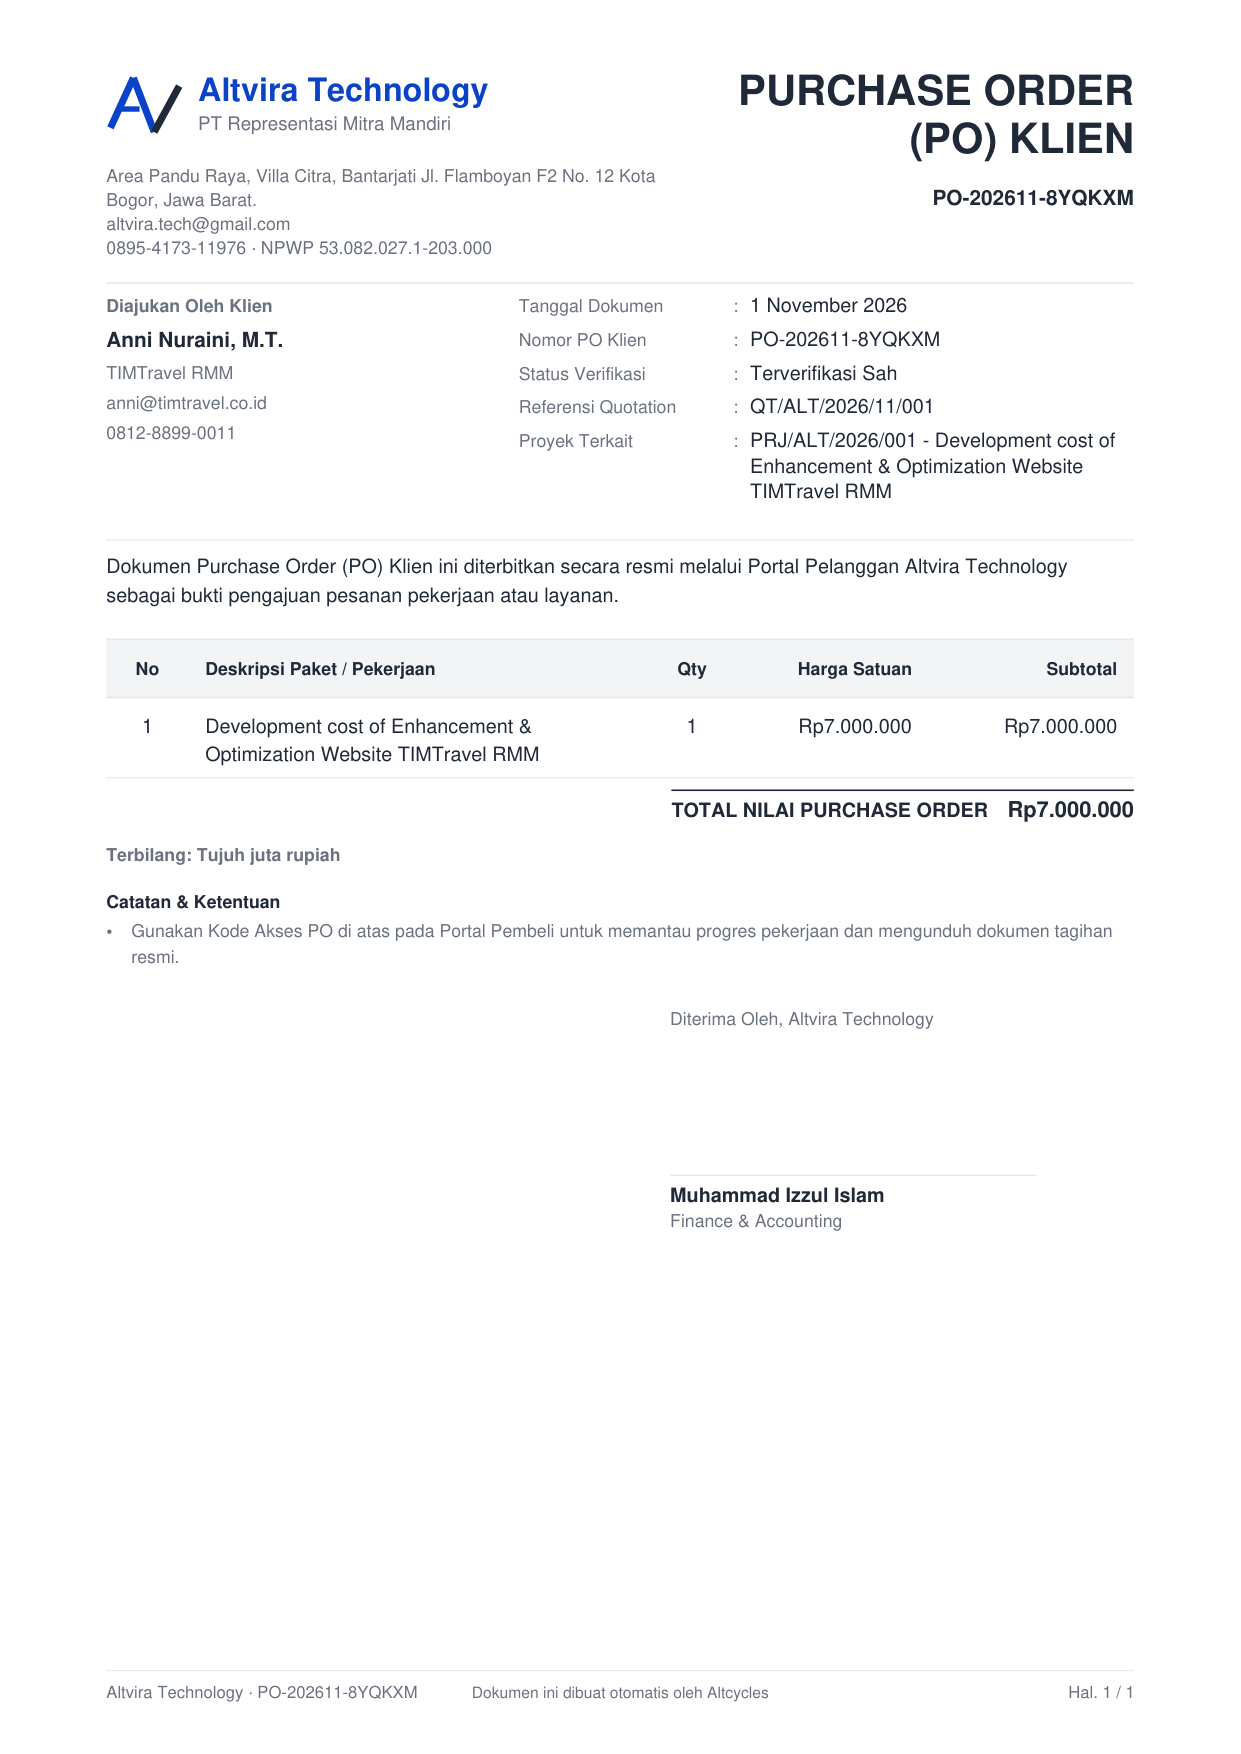 Altvira Technology
PT Representasi Mitra Mandiri
Area Pandu Raya, Villa Citra, Bantarjati Jl. Flamboyan F2 No. 12 Kota
Bogor, Jawa Barat.
altvira.tech@gmail.com
0895-4173-11976 · NPWP 53.082.027.1-203.000
PURCHASE ORDER
(PO) KLIEN
PO-202611-8YQKXM
Diajukan Oleh Klien
Anni Nuraini, M.T.
TIMTravel RMM
anni@timtravel.co.id
0812-8899-0011
Tanggal Dokumen : 1 November 2026
Nomor PO Klien : PO-202611-8YQKXM
Status Verifikasi : Terverifikasi Sah
Referensi Quotation : QT/ALT/2026/11/001
Proyek Terkait : PRJ/ALT/2026/001 - Development cost of
Enhancement & Optimization Website
TIMTravel RMM
Dokumen Purchase Order (PO) Klien ini diterbitkan secara resmi melalui Portal Pelanggan Altvira Technology
sebagai bukti pengajuan pesanan pekerjaan atau layanan.
No Deskripsi Paket / Pekerjaan Qty Harga Satuan Subtotal
1 Development cost of Enhancement & 1 Rp7.000.000 Rp7.000.000
Optimization Website TIMTravel RMM
TOTAL NILAI PURCHASE ORDER Rp7.000.000
Terbilang: Tujuh juta rupiah
Catatan & Ketentuan
• Gunakan Kode Akses PO di atas pada Portal Pembeli untuk memantau progres pekerjaan dan mengunduh dokumen tagihan
resmi.
Diterima Oleh, Altvira Technology
Muhammad Izzul Islam
Finance & Accounting
Altvira Technology · PO-202611-8YQKXM Dokumen ini dibuat otomatis oleh Altcycles Hal. 1 / 1